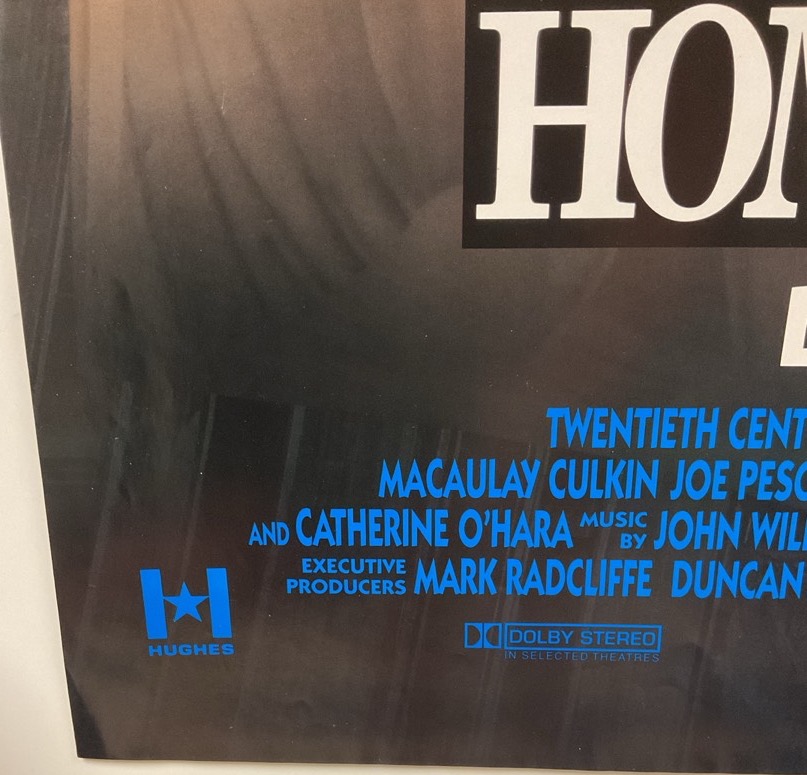 HOM
TWENTIETH CENT
MACAULAY CULKIN JOE PESC
AND CATHERINE O'HARA MUSIC BY JOHN WILL
EXECUTIVE PRODUCERS MARK RADCLIFFE DUNCAN
HUGHES
DOLBY STEREO
IN SELECTED THEATRES